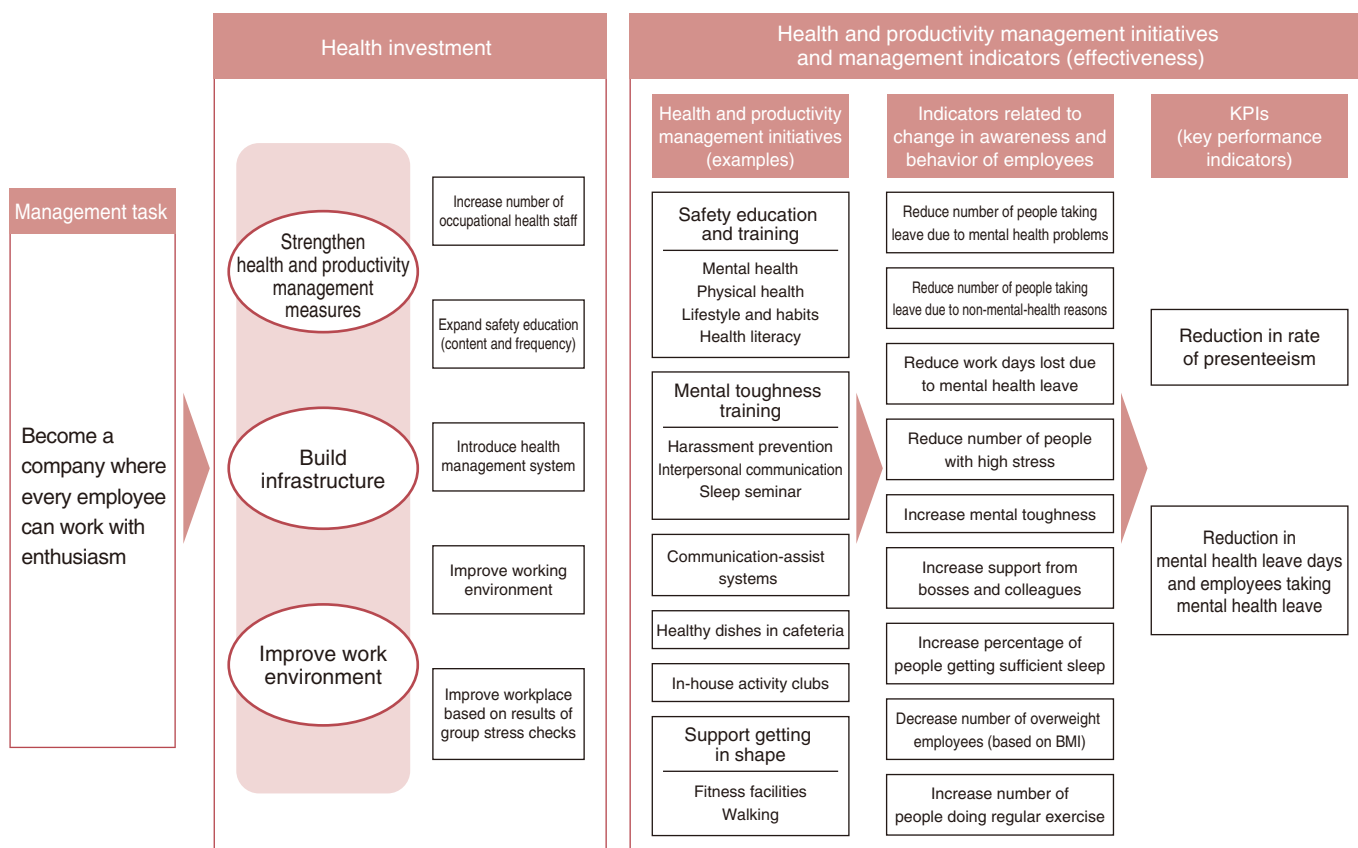 Management task
Become a
company where
every employee
can work with
enthusiasm
Health investment
Strengthen
health and productivity
management
measures
Build
infrastructure
Improve work
environment
Increase number of
occupational health staff
Expand safety education
(content and frequency)
Introduce health
management system
Improve working
environment
Improve workplace
based on results of
group stress checks
Health and productivity management initiatives
and management indicators (effectiveness)
Health and productivity
management initiatives
(examples)
Safety education
and training
Mental health
Physical health
Lifestyle and habits
Health literacy
Mental toughness
training
Harassment prevention
Interpersonal communication
Sleep seminar
Communication-assist
systems
Healthy dishes in cafeteria
In-house activity clubs
Support getting
in shape
Fitness facilities
Walking
Indicators related to
change in awareness and
behavior of employees
Reduce number of people taking
leave due to mental health problems
Reduce number of people taking
leave due to non-mental-health reasons
Reduce work days lost due
to mental health leave
Reduce number of people
with high stress
Increase mental toughness
Increase support from
bosses and colleagues
Increase percentage of
people getting sufficient sleep
Decrease number of overweight
employees (based on BMI)
Increase number of
people doing regular exercise
KPIs
(key performance
indicators)
Reduction in rate
of presenteeism
Reduction in
mental health leave days
and employees taking
mental health leave